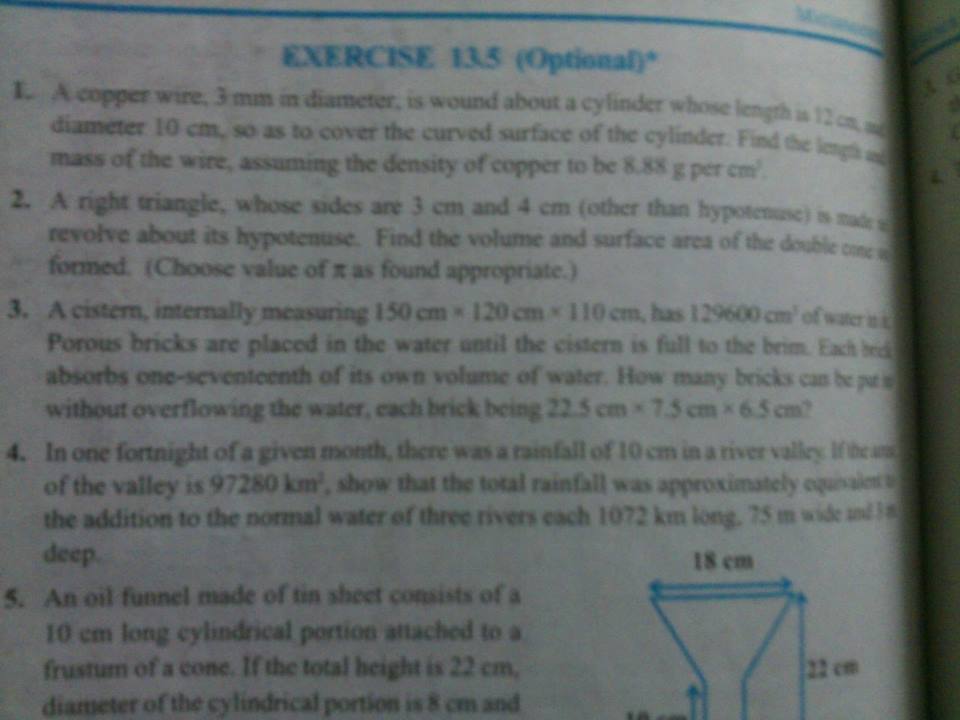 EXERCISE 13.5 (Optional)*
1. A copper wire, 3 mm in diameter, is wound about a cylinder whose length is 12 cm, and
diameter 10 cm, so as to cover the curved surface of the cylinder. Find the length and
mass of the wire, assuming the density of copper to be 8.88 g per cm³.
2. A right triangle, whose sides are 3 cm and 4 cm (other than hypotenuse) is made
revolve about its hypotenuse. Find the volume and surface area of the double cone
formed. (Choose value of π as found appropriate.)
3. A cistern, internally measuring 150 cm × 120 cm × 110 cm, has 129600 cm³ of water in it.
Porous bricks are placed in the water until the cistern is full to the brim. Each brick
absorbs one-seventeenth of its own volume of water. How many bricks can be put in
without overflowing the water, each brick being 22.5 cm × 7.5 cm × 6.5 cm?
4. In one fortnight of a given month, there was a rainfall of 10 cm in a river valley. If the
of the valley is 97280 km², show that the total rainfall was approximately equivalent to
the addition to the normal water of three rivers each 1072 km long, 75 m wide and 3 m
deep.
5. An oil funnel made of tin sheet consists of a
10 cm long cylindrical portion attached to a
frustum of a cone. If the total height is 22 cm,
diameter of the cylindrical portion is 8 cm and
18 cm
22 cm
10 cm